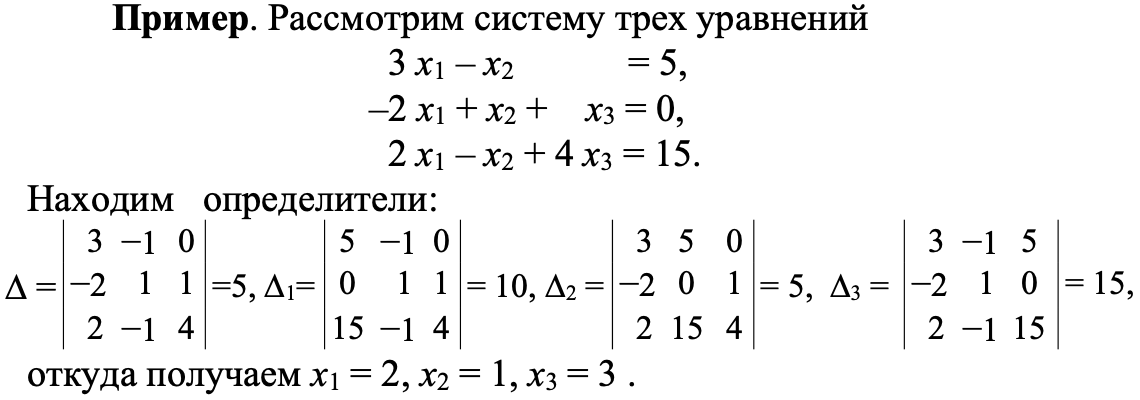 Пример. Рассмотрим систему трех уравнений
3 x₁ – x₂ = 5,
–2 x₁ + x₂ + x₃ = 0,
2 x₁ – x₂ + 4 x₃ = 15.
Находим определители:
Δ = |3 −1 0; −2 1 1; 2 −1 4| =5, Δ₁= |5 −1 0; 0 1 1; 15 −1 4| = 10, Δ₂ = |3 5 0; −2 0 1; 2 15 4| = 5, Δ₃ = |3 −1 5; −2 1 0; 2 −1 15| = 15,
откуда получаем x₁ = 2, x₂ = 1, x₃ = 3 .